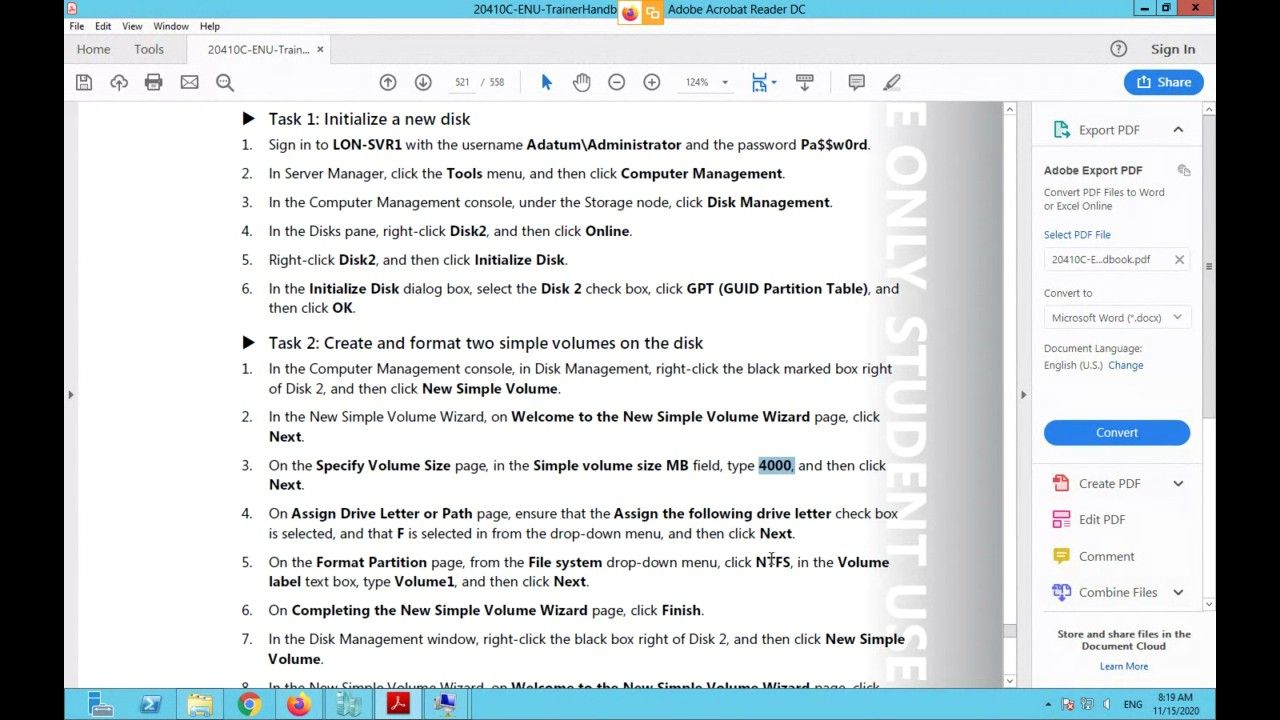 20410C-ENU-TrainerHandb
Adobe Acrobat Reader DC
File Edit View Window Help
Home Tools 20410C-ENU-Train... ×
Sign In
521 / 558
124%
Share
Task 1: Initialize a new disk
1. Sign in to LON-SVR1 with the username Adatum\Administrator and the password Pa$$w0rd.
2. In Server Manager, click the Tools menu, and then click Computer Management.
3. In the Computer Management console, under the Storage node, click Disk Management.
4. In the Disks pane, right-click Disk2, and then click Online.
5. Right-click Disk2, and then click Initialize Disk.
6. In the Initialize Disk dialog box, select the Disk 2 check box, click GPT (GUID Partition Table), and
then click OK.
Task 2: Create and format two simple volumes on the disk
1. In the Computer Management console, in Disk Management, right-click the black marked box right
of Disk 2, and then click New Simple Volume.
2. In the New Simple Volume Wizard, on Welcome to the New Simple Volume Wizard page, click
Next.
3. On the Specify Volume Size page, in the Simple volume size MB field, type 4000, and then click
Next.
4. On Assign Drive Letter or Path page, ensure that the Assign the following drive letter check box
is selected, and that F is selected in from the drop-down menu, and then click Next.
5. On the Format Partition page, from the File system drop-down menu, click NTFS, in the Volume
label text box, type Volume1, and then click Next.
6. On Completing the New Simple Volume Wizard page, click Finish.
7. In the Disk Management window, right-click the black box right of Disk 2, and then click New Simple
Volume.
8. In the New Simple Volume Wizard, on Welcome to the New Simple Volume Wizard page, click
E ONLY STUDENT USE
Export PDF
Adobe Export PDF
Convert PDF Files to Word
or Excel Online
Select PDF File
20410C-E...dbook.pdf
Convert to
Microsoft Word (*.docx)
Document Language:
English (U.S.) Change
Convert
Create PDF
Edit PDF
Comment
Combine Files
Store and share files in the
Document Cloud
Learn More
ENG
8:19 AM
11/15/2020